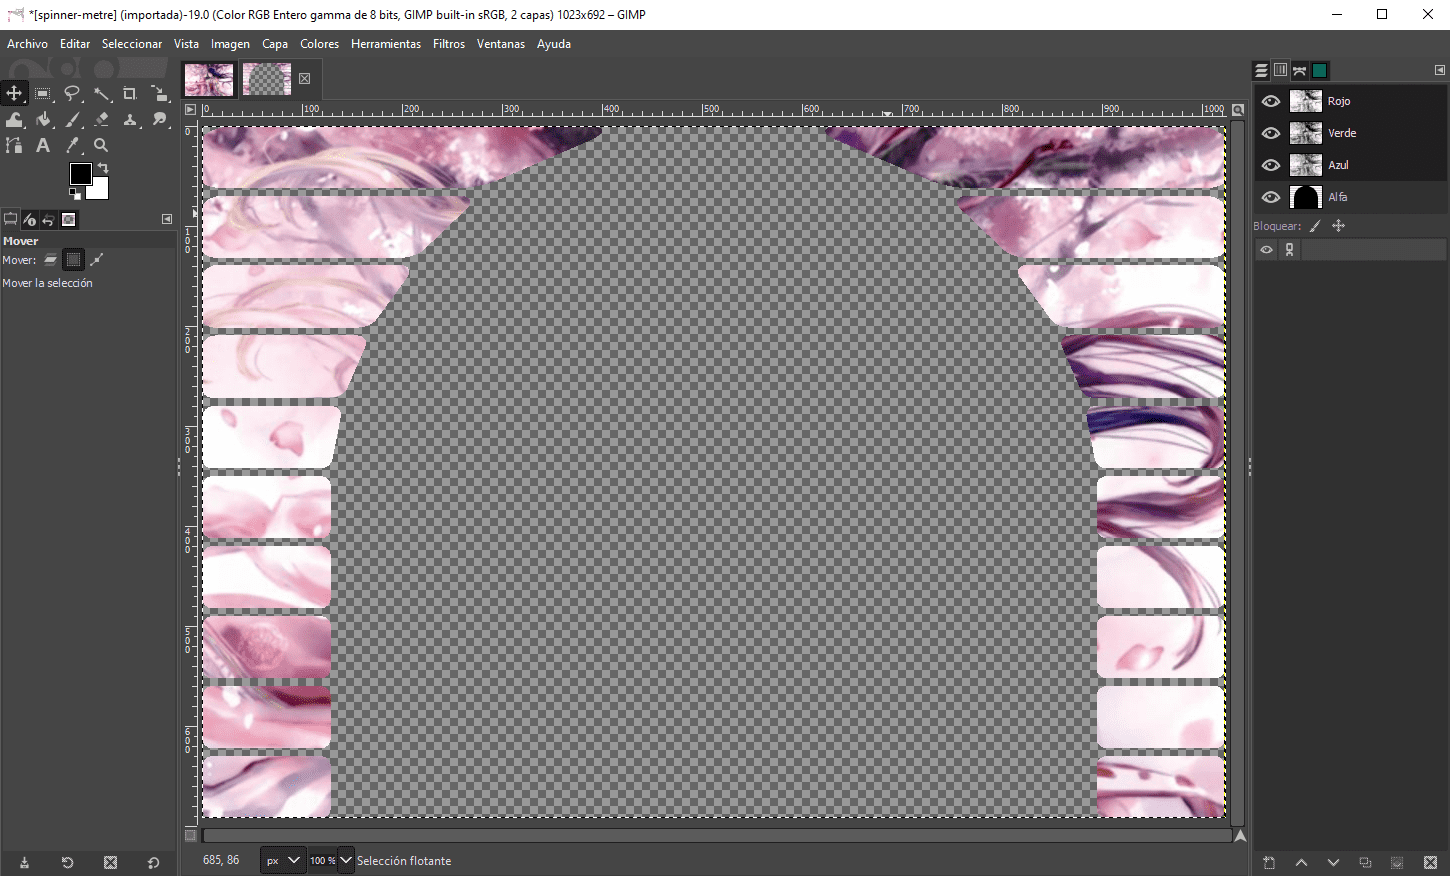 *[spinner-metre] (importada)-19.0 (Color RGB Entero gamma de 8 bits, GIMP built-in sRGB, 2 capas) 1023x692 – GIMP
Archivo Editar Seleccionar Vista Imagen Capa Colores Herramientas Filtros Ventanas Ayuda
0 100 200 300 400 500 600 700 800 900 1000
0
100
200
300
400
500
600
Mover
Mover:
Mover la selección
Rojo
Verde
Azul
Alfa
Bloquear:
685, 86 px 100 % Selección flotante